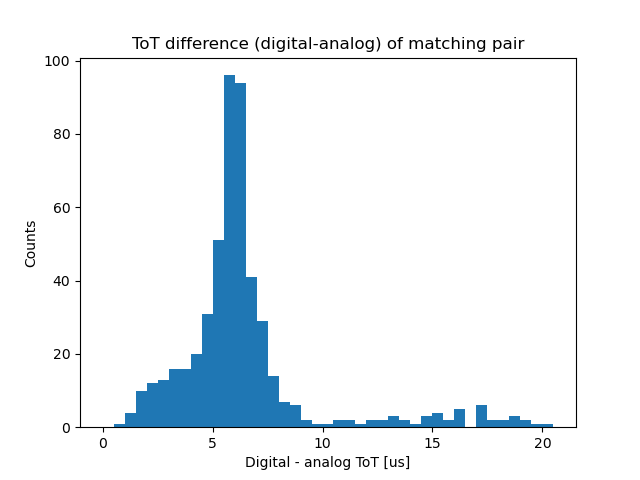 ToT difference (digital-analog) of matching pair
100
80
60
40
20
0
Counts
0 5 10 15 20
Digital - analog ToT [us]